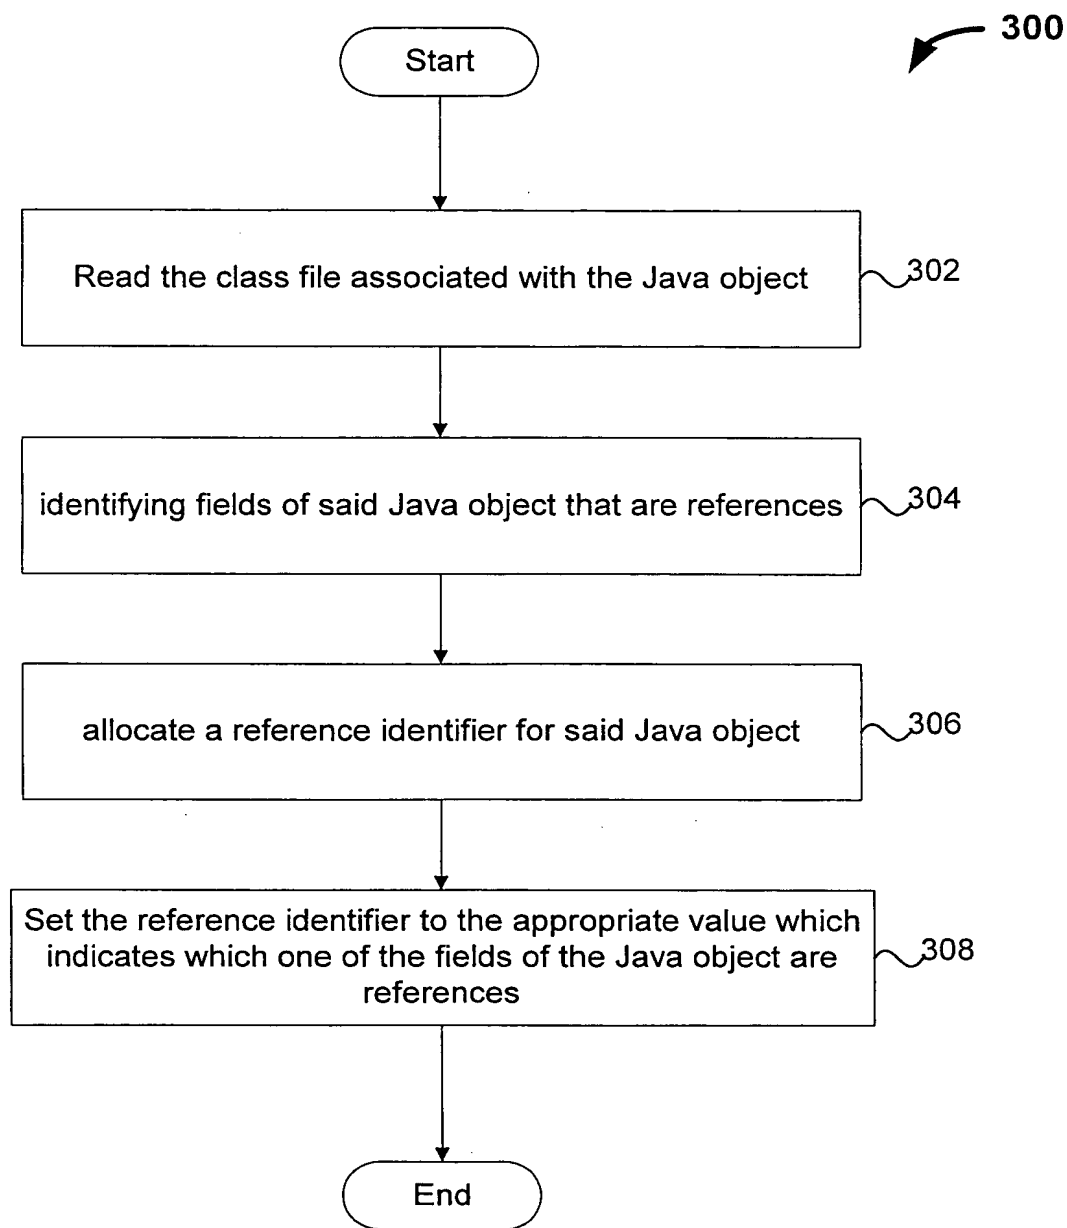 300
Start
Read the class file associated with the Java object
302
identifying fields of said Java object that are references
304
allocate a reference identifier for said Java object
306
Set the reference identifier to the appropriate value which
indicates which one of the fields of the Java object are
references
308
End